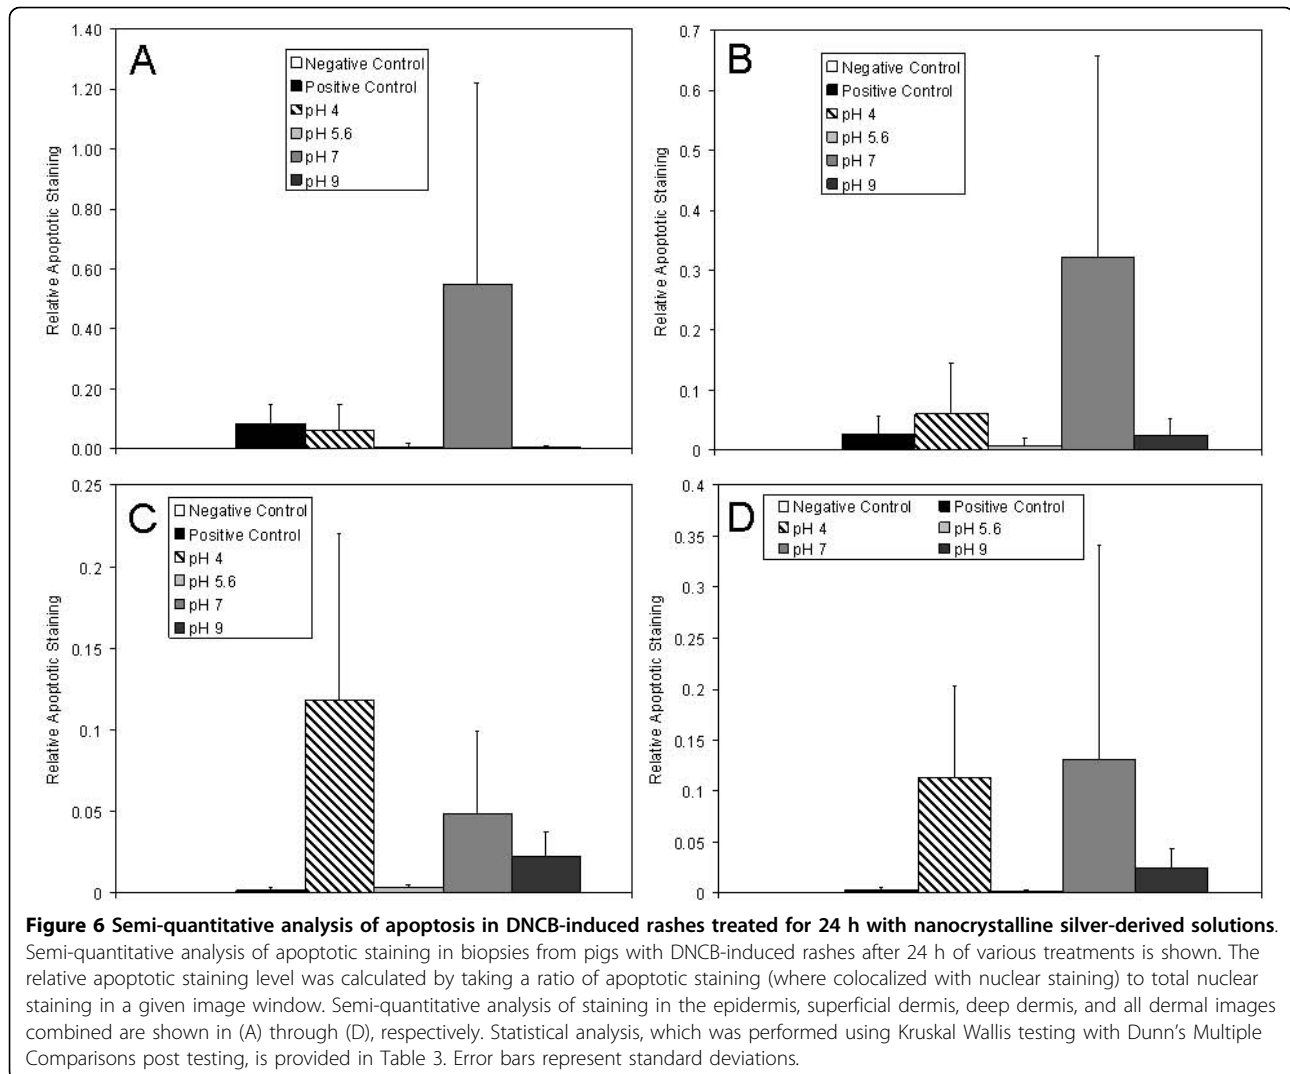 A
1.40
1.20
1.00
0.80
0.60
0.40
0.20
0.00
Relative Apoptotic Staining
Negative Control
Positive Control
pH 4
pH 5.6
pH 7
pH 9
B
0.7
0.6
0.5
0.4
0.3
0.2
0.1
0
Relative Apoptotic Staining
Negative Control
Positive Control
pH 4
pH 5.6
pH 7
pH 9
C
0.25
0.2
0.15
0.1
0.05
0
Relative Apoptotic Staining
Negative Control
Positive Control
pH 4
pH 5.6
pH 7
pH 9
D
0.4
0.35
0.3
0.25
0.2
0.15
0.1
0.05
0
Relative Apoptotic Staining
Negative Control Positive Control
pH 4 pH 5.6
pH 7 pH 9
Figure 6 Semi-quantitative analysis of apoptosis in DNCB-induced rashes treated for 24 h with nanocrystalline silver-derived solutions.
Semi-quantitative analysis of apoptotic staining in biopsies from pigs with DNCB-induced rashes after 24 h of various treatments is shown. The
relative apoptotic staining level was calculated by taking a ratio of apoptotic staining (where colocalized with nuclear staining) to total nuclear
staining in a given image window. Semi-quantitative analysis of staining in the epidermis, superficial dermis, deep dermis, and all dermal images
combined are shown in (A) through (D), respectively. Statistical analysis, which was performed using Kruskal Wallis testing with Dunn's Multiple
Comparisons post testing, is provided in Table 3. Error bars represent standard deviations.